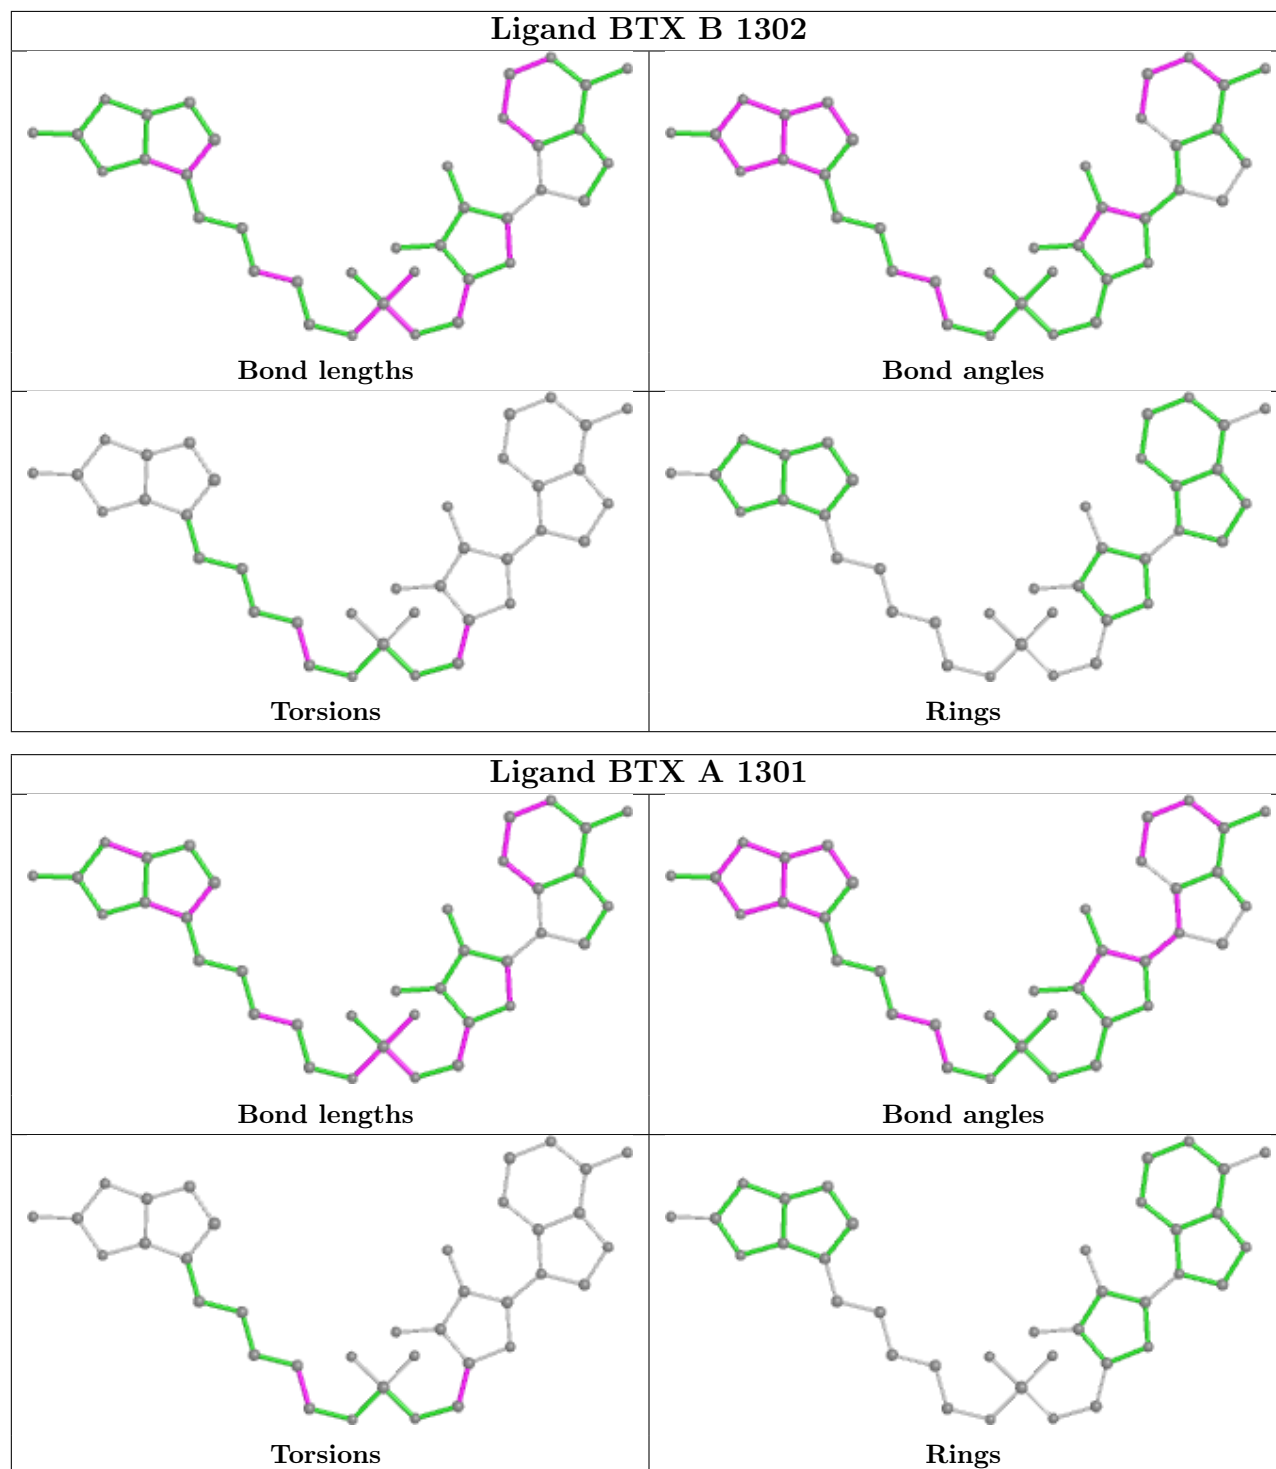 Ligand BTX B 1302
Bond lengths
Bond angles
Torsions
Rings
Ligand BTX A 1301
Bond lengths
Bond angles
Torsions
Rings